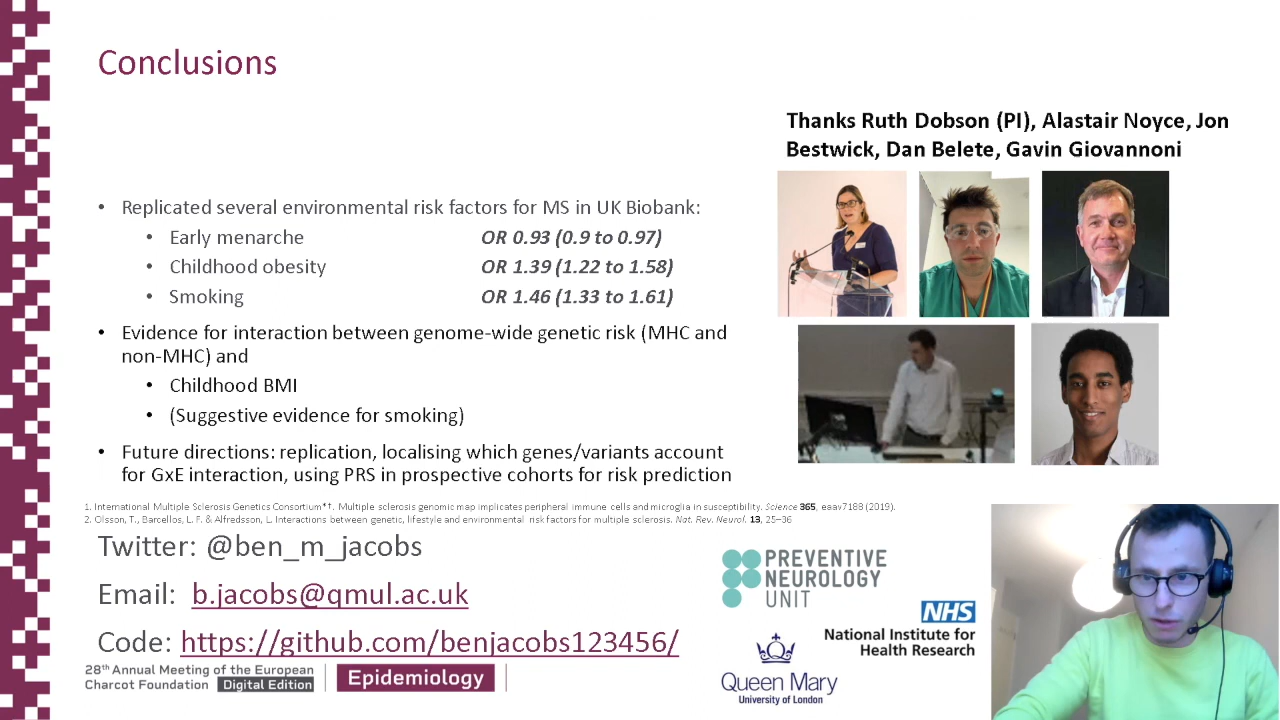 Conclusions
Thanks Ruth Dobson (PI), Alastair Noyce, Jon
Bestwick, Dan Belete, Gavin Giovannoni
• Replicated several environmental risk factors for MS in UK Biobank:
• Early menarche OR 0.93 (0.9 to 0.97)
• Childhood obesity OR 1.39 (1.22 to 1.58)
• Smoking OR 1.46 (1.33 to 1.61)
• Evidence for interaction between genome-wide genetic risk (MHC and
non-MHC) and
• Childhood BMI
• (Suggestive evidence for smoking)
• Future directions: replication, localising which genes/variants account
for GxE interaction, using PRS in prospective cohorts for risk prediction
1. International Multiple Sclerosis Genetics Consortium*†. Multiple sclerosis genomic map implicates peripheral immune cells and microglia in susceptibility. Science 365, eaav7188 (2019).
2. Olsson, T., Barcellos, L. F. & Alfredsson, L. Interactions between genetic, lifestyle and environmental risk factors for multiple sclerosis. Nat. Rev. Neurol. 13, 25–36
Twitter: @ben_m_jacobs
Email: b.jacobs@qmul.ac.uk
Code: https://github.com/benjacobs123456/
28th Annual Meeting of the European
Charcot Foundation Digital Edition
Epidemiology
PREVENTIVE
NEUROLOGY
UNIT
NHS
National Institute for
Health Research
Queen Mary
University of London